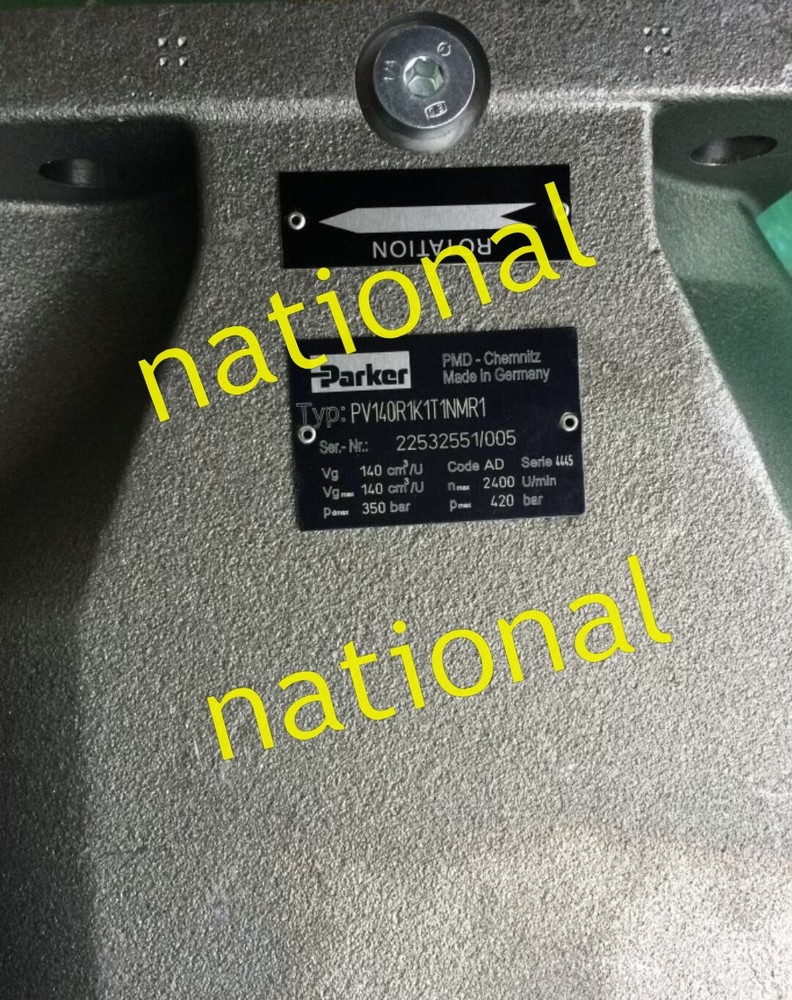 ROTATION
national
Parker
PMD - Chemnitz
Made in Germany
Typ: PV140R1K1T1NMR1
Ser.-Nr.: 22532551/005
Vg 140 cm³/U Code AD Serie 4445
Vgmax 140 cm³/U nmax 2400 U/min
pdmax 350 bar pmax 420 bar
national